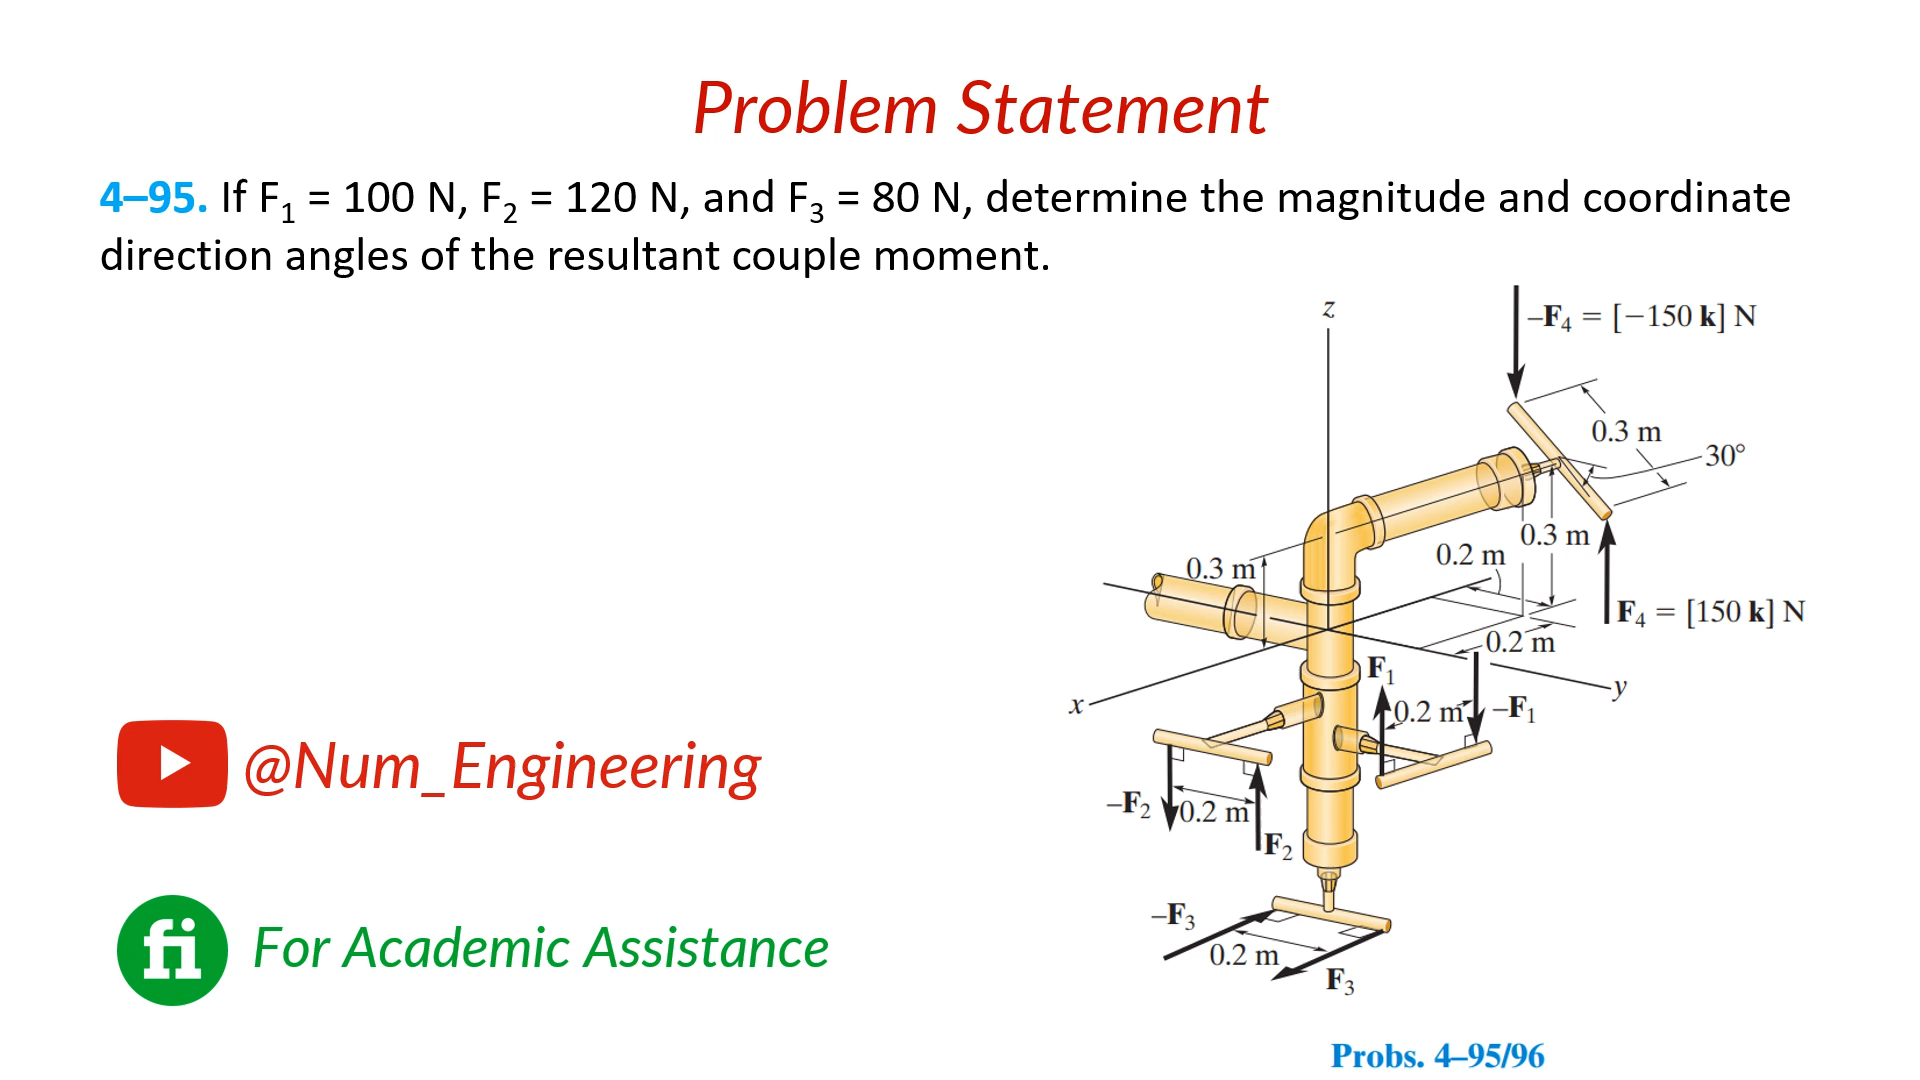 Problem Statement
4–95. If F₁ = 100 N, F₂ = 120 N, and F₃ = 80 N, determine the magnitude and coordinate
direction angles of the resultant couple moment.
z
–F₄ = [−150 k] N
0.3 m
30°
0.3 m
0.2 m
0.3 m
F₄ = [150 k] N
0.2 m
F₁
y
x
0.2 m
–F₁
–F₂
0.2 m
F₂
–F₃
0.2 m
F₃
@Num_Engineering
fi
For Academic Assistance
Probs. 4–95/96